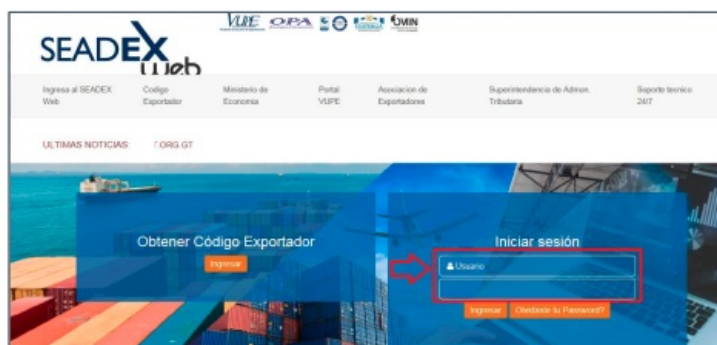 VUPE OPA
SEADEX
Web
Ingresa al SEADEX Web
Codigo Exportador
Ministerio de Economia
Portal VUPE
Asociacion de Exportadores
Superintendencia de Admon. Tributaria
Soporte tecnico 24/7
ULTIMAS NOTICIAS: ORG.GT
Obtener Código Exportador
Ingresar
Iniciar sesión
Usuario
Ingresar Olvidaste tu Password?